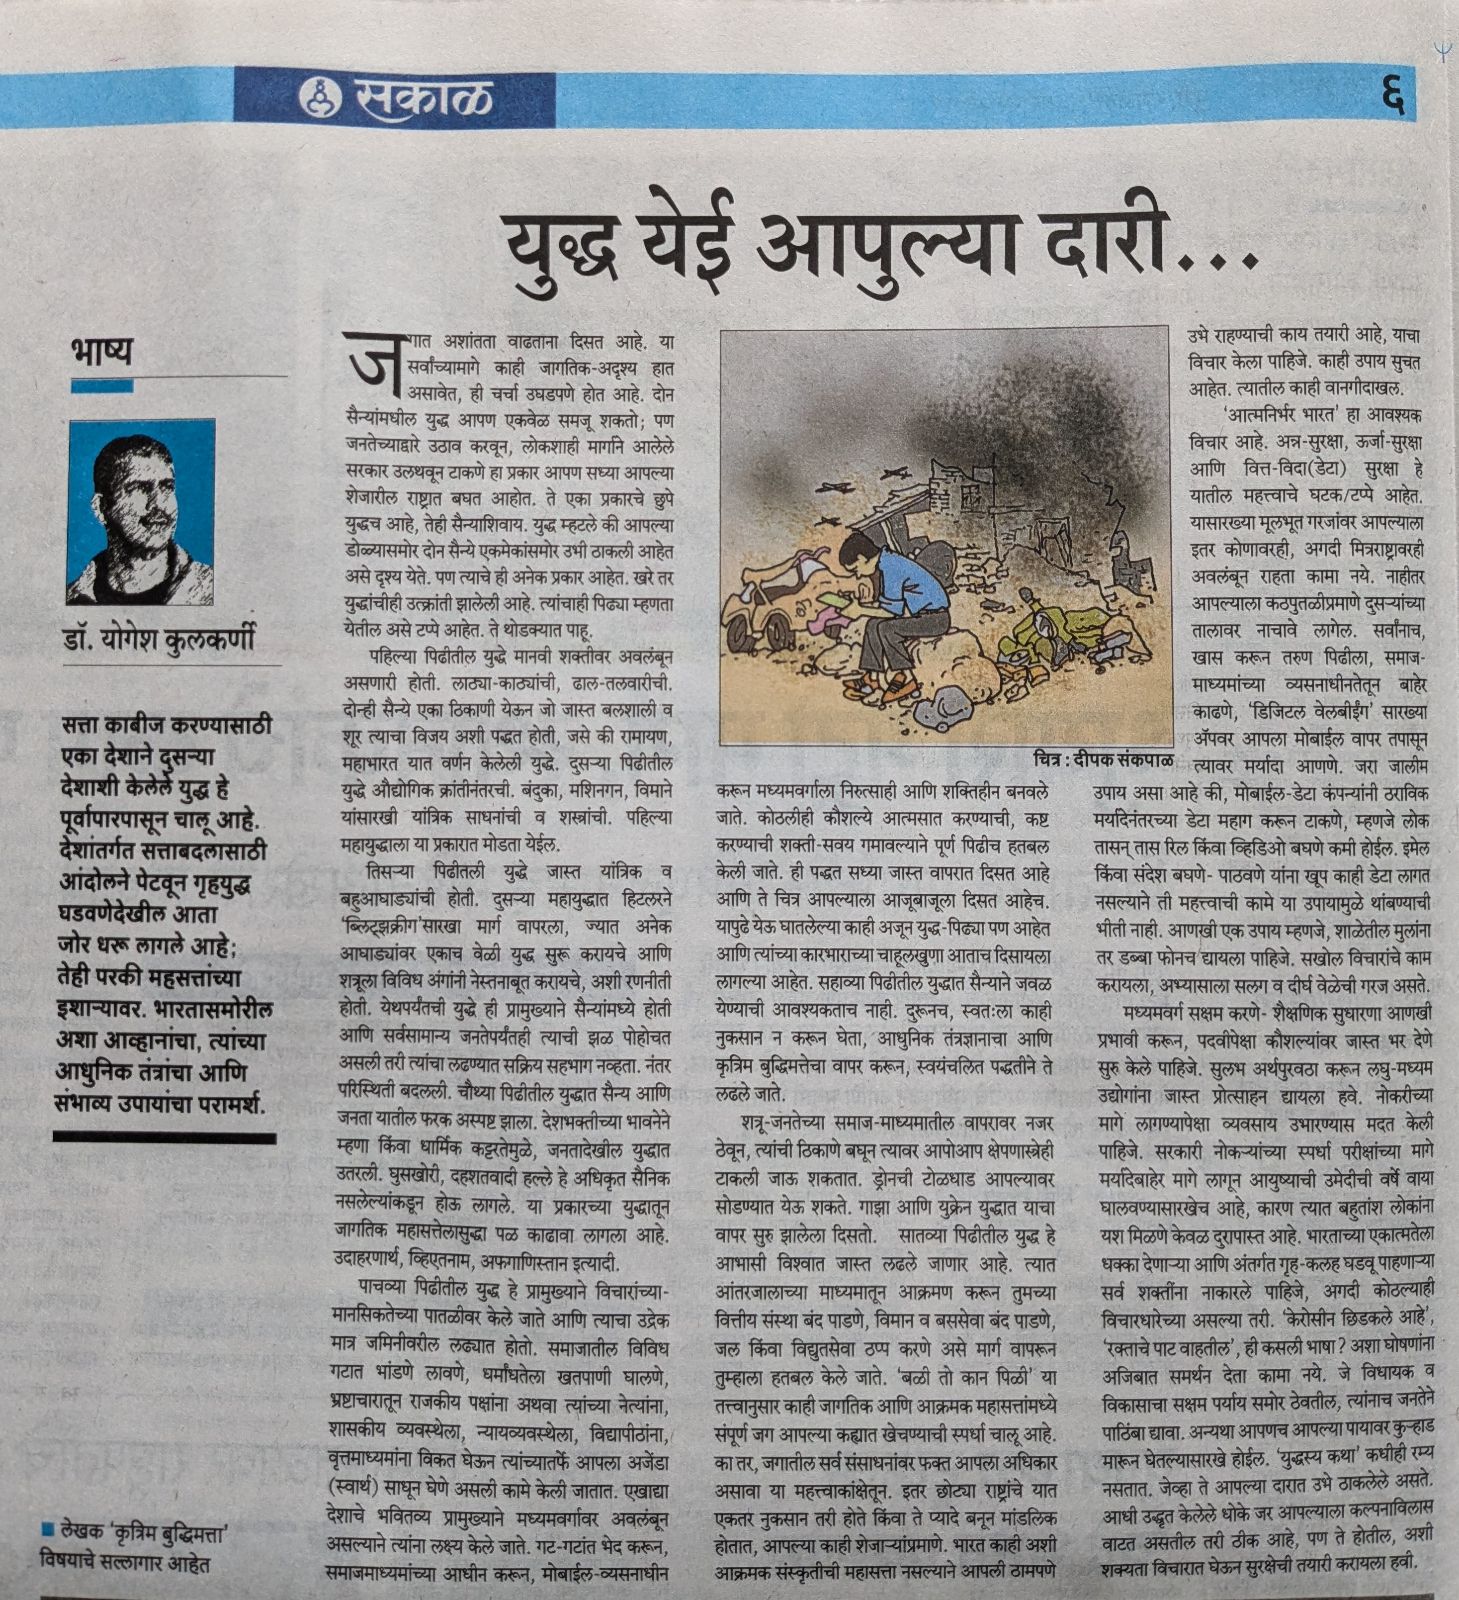 सकाळ
६
युद्ध येई आपुल्या दारी...
भाष्य
डॉ. योगेश कुलकर्णी
सत्ता काबीज करण्यासाठी
एका देशाने दुसऱ्या
देशाशी केलेले युद्ध हे
पूर्वापारपासून चालू आहे.
देशांतर्गत सत्ताबदलासाठी
आंदोलने पेटवून गृहयुद्ध
घडवणेदेखील आता
जोर धरू लागले आहे;
तेही परकी महसत्तांच्या
इशाऱ्यावर. भारतासमोरील
अशा आव्हानांचा, त्यांच्या
आधुनिक तंत्रांचा आणि
संभाव्य उपायांचा परामर्श.
■ लेखक 'कृत्रिम बुद्धिमत्ता'
विषयाचे सल्लागार आहेत
जगात अशांतता वाढताना दिसत आहे. या
सर्वांच्यामागे काही जागतिक-अदृश्य हात
असावेत, ही चर्चा उघडपणे होत आहे. दोन
सैन्यांमधील युद्ध आपण एकवेळ समजू शकतो; पण
जनतेच्याद्वारे उठाव करवून, लोकशाही मार्गाने आलेले
सरकार उलथवून टाकणे हा प्रकार आपण सध्या आपल्या
शेजारील राष्ट्रात बघत आहोत. ते एका प्रकारचे छुपे
युद्धच आहे, तेही सैन्याशिवाय. युद्ध म्हटले की आपल्या
डोळ्यासमोर दोन सैन्ये एकमेकांसमोर उभी ठाकली आहेत
असे दृश्य येते. पण त्याचे ही अनेक प्रकार आहेत. खरे तर
युद्धांचीही उत्क्रांती झालेली आहे. त्यांचाही पिढ्या म्हणता
येतील असे टप्पे आहेत. ते थोडक्यात पाहू.
पहिल्या पिढीतील युद्धे मानवी शक्तीवर अवलंबून
असणारी होती. लाठ्या-काठ्यांची, ढाल-तलवारीची.
दोन्ही सैन्ये एका ठिकाणी येऊन जो जास्त बलशाली व
शूर त्याचा विजय अशी पद्धत होती, जसे की रामायण,
महाभारत यात वर्णन केलेली युद्धे. दुसऱ्या पिढीतील
युद्धे औद्योगिक क्रांतीनंतरची. बंदुका, मशिनगन, विमाने
यांसारखी यांत्रिक साधनांची व शस्त्रांची. पहिल्या
महायुद्धाला या प्रकारात मोडता येईल.
तिसऱ्या पिढीतली युद्धे जास्त यांत्रिक व
बहुआघाड्यांची होती. दुसऱ्या महायुद्धात हिटलरने
'ब्लिट्झक्रीग'सारखा मार्ग वापरला, ज्यात अनेक
आघाड्यांवर एकाच वेळी युद्ध सुरू करायचे आणि
शत्रूला विविध अंगांनी नेस्तनाबूत करायचे, अशी रणनीती
होती. येथपर्यंतची युद्धे ही प्रामुख्याने सैन्यांमध्ये होती
आणि सर्वसामान्य जनतेपर्यंतही त्याची झळ पोहोचत
असली तरी त्यांचा लढण्यात सक्रिय सहभाग नव्हता. नंतर
परिस्थिती बदलली. चौथ्या पिढीतील युद्धात सैन्य आणि
जनता यातील फरक अस्पष्ट झाला. देशभक्तीच्या भावनेने
म्हणा किंवा धार्मिक कट्टरतेमुळे, जनतादेखील युद्धात
उतरली. घुसखोरी, दहशतवादी हल्ले हे अधिकृत सैनिक
नसलेल्यांकडून होऊ लागले. या प्रकारच्या युद्धातून
जागतिक महासत्तेलासुद्धा पळ काढावा लागला आहे.
उदाहरणार्थ, व्हिएतनाम, अफगाणिस्तान इत्यादी.
पाचव्या पिढीतील युद्ध हे प्रामुख्याने विचारांच्या-
मानसिकतेच्या पातळीवर केले जाते आणि त्याचा उद्रेक
मात्र जमिनीवरील लढ्यात होतो. समाजातील विविध
गटात भांडणे लावणे, धर्मांधतेला खतपाणी घालणे,
भ्रष्टाचारातून राजकीय पक्षांना अथवा त्यांच्या नेत्यांना,
शासकीय व्यवस्थेला, न्यायव्यवस्थेला, विद्यापीठांना,
वृत्तमाध्यमांना विकत घेऊन त्यांच्यातर्फे आपला अजेंडा
(स्वार्थ) साधून घेणे असली कामे केली जातात. एखाद्या
देशाचे भवितव्य प्रामुख्याने मध्यमवर्गावर अवलंबून
असल्याने त्यांना लक्ष्य केले जाते. गट-गटांत भेद करून,
समाजमाध्यमांच्या आधीन करून, मोबाईल-व्यसनाधीन
चित्र : दीपक संकपाळ
करून मध्यमवर्गाला निरुत्साही आणि शक्तिहीन बनवले
जाते. कोठलीही कौशल्ये आत्मसात करण्याची, कष्ट
करण्याची शक्ती-सवय गमावल्याने पूर्ण पिढीच हतबल
केली जाते. ही पद्धत सध्या जास्त वापरात दिसत आहे
आणि ते चित्र आपल्याला आजूबाजूला दिसत आहेच.
यापुढे येऊ घातलेल्या काही अजून युद्ध-पिढ्या पण आहेत
आणि त्यांच्या कारभाराच्या चाहूलखुणा आताच दिसायला
लागल्या आहेत. सहाव्या पिढीतील युद्धात सैन्याने जवळ
येण्याची आवश्यकताच नाही. दुरूनच, स्वतःला काही
नुकसान न करून घेता, आधुनिक तंत्रज्ञानाचा आणि
कृत्रिम बुद्धिमत्तेचा वापर करून, स्वयंचलित पद्धतीने ते
लढले जाते.
शत्रू-जनतेच्या समाज-माध्यमातील वापरावर नजर
ठेवून, त्यांची ठिकाणे बघून त्यावर आपोआप क्षेपणास्त्रेही
टाकली जाऊ शकतात. ड्रोनची टोळधाड आपल्यावर
सोडण्यात येऊ शकते. गाझा आणि युक्रेन युद्धात याचा
वापर सुरु झालेला दिसतो. सातव्या पिढीतील युद्ध हे
आभासी विश्वात जास्त लढले जाणार आहे. त्यात
आंतरजालाच्या माध्यमातून आक्रमण करून तुमच्या
वित्तीय संस्था बंद पाडणे, विमान व बससेवा बंद पाडणे,
जल किंवा विद्युतसेवा ठप्प करणे असे मार्ग वापरून
तुम्हाला हतबल केले जाते. 'बळी तो कान पिळी' या
तत्त्वानुसार काही जागतिक आणि आक्रमक महासत्तांमध्ये
संपूर्ण जग आपल्या कह्यात खेचण्याची स्पर्धा चालू आहे.
का तर, जगातील सर्व संसाधनांवर फक्त आपला अधिकार
असावा या महत्त्वाकांक्षेतून. इतर छोट्या राष्ट्रांचे यात
एकतर नुकसान तरी होते किंवा ते प्यादे बनून मांडलिक
होतात, आपल्या काही शेजाऱ्यांप्रमाणे. भारत काही अशी
आक्रमक संस्कृतीची महासत्ता नसल्याने आपली ठामपणे
उभे राहण्याची काय तयारी आहे, याचा
विचार केला पाहिजे. काही उपाय सुचत
आहेत. त्यातील काही वानगीदाखल.
'आत्मनिर्भर भारत' हा आवश्यक
विचार आहे. अन्न-सुरक्षा, ऊर्जा-सुरक्षा
आणि वित्त-विदा(डेटा) सुरक्षा हे
यातील महत्त्वाचे घटक/टप्पे आहेत.
यासारख्या मूलभूत गरजांवर आपल्याला
इतर कोणावरही, अगदी मित्रराष्ट्रावरही
अवलंबून राहता कामा नये. नाहीतर
आपल्याला कठपुतळीप्रमाणे दुसऱ्यांच्या
तालावर नाचावे लागेल. सर्वांनाच,
खास करून तरुण पिढीला, समाज-
माध्यमांच्या व्यसनाधीनतेतून बाहेर
काढणे, 'डिजिटल वेलबीईंग' सारख्या
ॲपवर आपला मोबाईल वापर तपासून
त्यावर मर्यादा आणणे. जरा जालीम
उपाय असा आहे की, मोबाईल-डेटा कंपन्यांनी ठराविक
मर्यादेनंतरच्या डेटा महाग करून टाकणे, म्हणजे लोक
तासन् तास रिल किंवा व्हिडिओ बघणे कमी होईल. इमेल
किंवा संदेश बघणे- पाठवणे यांना खूप काही डेटा लागत
नसल्याने ती महत्त्वाची कामे या उपायामुळे थांबण्याची
भीती नाही. आणखी एक उपाय म्हणजे, शाळेतील मुलांना
तर डब्बा फोनच द्यायला पाहिजे. सखोल विचारांचे काम
करायला, अभ्यासाला सलग व दीर्घ वेळेची गरज असते.
मध्यमवर्ग सक्षम करणे- शैक्षणिक सुधारणा आणखी
प्रभावी करून, पदवीपेक्षा कौशल्यांवर जास्त भर देणे
सुरु केले पाहिजे. सुलभ अर्थपुरवठा करून लघु-मध्यम
उद्योगांना जास्त प्रोत्साहन द्यायला हवे. नोकरीच्या
मागे लागण्यापेक्षा व्यवसाय उभारण्यास मदत केली
पाहिजे. सरकारी नोकऱ्यांच्या स्पर्धा परीक्षांच्या मागे
मर्यादेबाहेर मागे लागून आयुष्याची उमेदीची वर्षे वाया
घालवण्यासारखेच आहे, कारण त्यात बहुतांश लोकांना
यश मिळणे केवळ दुरापास्त आहे. भारताच्या एकात्मतेला
धक्का देणाऱ्या आणि अंतर्गत गृह-कलह घडवू पाहणाऱ्या
सर्व शक्तींना नाकारले पाहिजे, अगदी कोठल्याही
विचारधारेच्या असल्या तरी. 'केरोसीन छिडकले आहे',
'रक्ताचे पाट वाहतील', ही कसली भाषा? अशा घोषणांना
अजिबात समर्थन देता कामा नये. जे विधायक व
विकासाचा सक्षम पर्याय समोर ठेवतील, त्यांनाच जनतेने
पाठिंबा द्यावा. अन्यथा आपणच आपल्या पायावर कुऱ्हाड
मारून घेतल्यासारखे होईल. 'युद्धस्य कथा' कधीही रम्य
नसतात. जेव्हा ते आपल्या दारात उभे ठाकलेले असते.
आधी उद्धृत केलेले धोके जर आपल्याला कल्पनाविलास
वाटत असतील तरी ठीक आहे, पण ते होतील, अशी
शक्यता विचारात घेऊन सुरक्षेची तयारी करायला हवी.